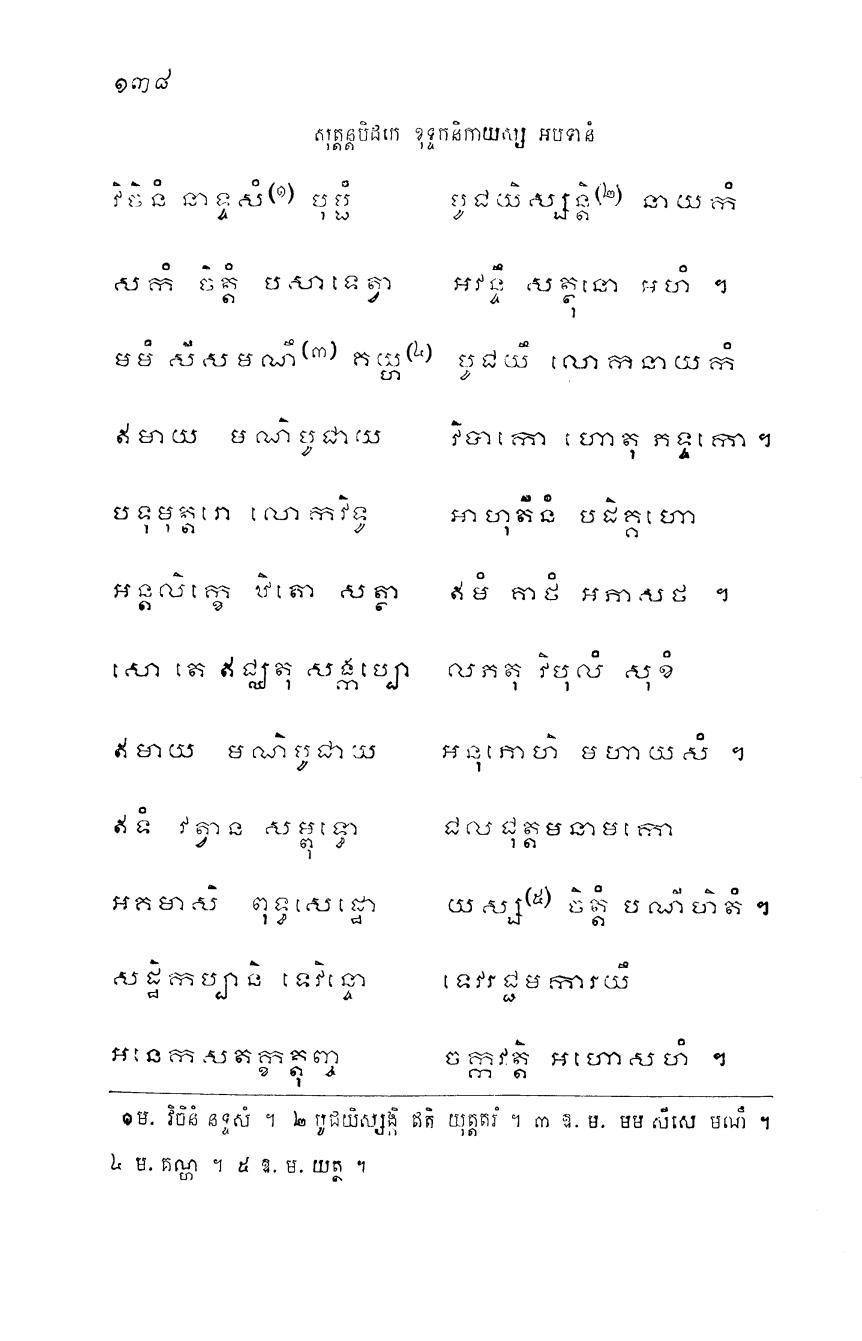 ១៣៨
សុត្តន្តបិដកេ ខុទ្ទកនិកាយស្ស អបទានំ
វិចិនំ នាទ្ទសំ(១) បុប្ផំ បូជយិស្សន្តិ(២) នាយកំ
សកំ ចិត្តំ បសាទេត្វា អវន្ទឹ សត្ថុនោ អហំ ។
មមំ សីសមណឹ(៣) គយ្ហ(៤) បូជយឹ លោកនាយកំ
ឥមាយ មណិបូជាយ វិបាកោ ហោតុ ភទ្ទកោ ។
បទុមុត្តរោ លោកវិទូ អាហុតីនំ បដិគ្គហោ
អន្តលិក្ខេ ឋិតោ សត្ថា ឥមំ គាថំ អភាសថ ។
សោ តេ ឥជ្ឈតុ សង្កប្បោ លភតុ វិបុលំ សុខំ
ឥមាយ មណិបូជាយ អនុភោហិ មហាយសំ ។
ឥទំ វត្វាន សម្ពុទ្ធោ ជលជុត្តមនាមកោ
អគមាសិ ពុទ្ធសេដ្ឋោ យស្ស(៥) ចិត្តំ បណីហិតំ ។
សដ្ឋិកប្បានិ ទេវិន្ទោ ទេវរជ្ជមការយឹ
អនេកសតក្ខត្តុញ្ច ចក្កវត្តិ អហោសហំ ។
១ ម. វិចិនំ នទ្ទសំ ។ ២ បូជយិស្សង្តិ ឥតិ យុត្តតរំ ។ ៣ ឱ. ម. មម សីសេ មណឹ ។
៤ ម. គណ្ហ ។ ៥ ឱ. ម. យត្ថ ។